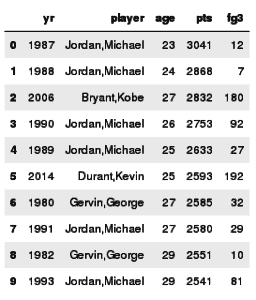 yr player age pts fg3
0 1987 Jordan,Michael 23 3041 12
1 1988 Jordan,Michael 24 2868 7
2 2006 Bryant,Kobe 27 2832 180
3 1990 Jordan,Michael 26 2753 92
4 1989 Jordan,Michael 25 2633 27
5 2014 Durant,Kevin 25 2593 192
6 1980 Gervin,George 27 2585 32
7 1991 Jordan,Michael 27 2580 29
8 1982 Gervin,George 29 2551 10
9 1993 Jordan,Michael 29 2541 81